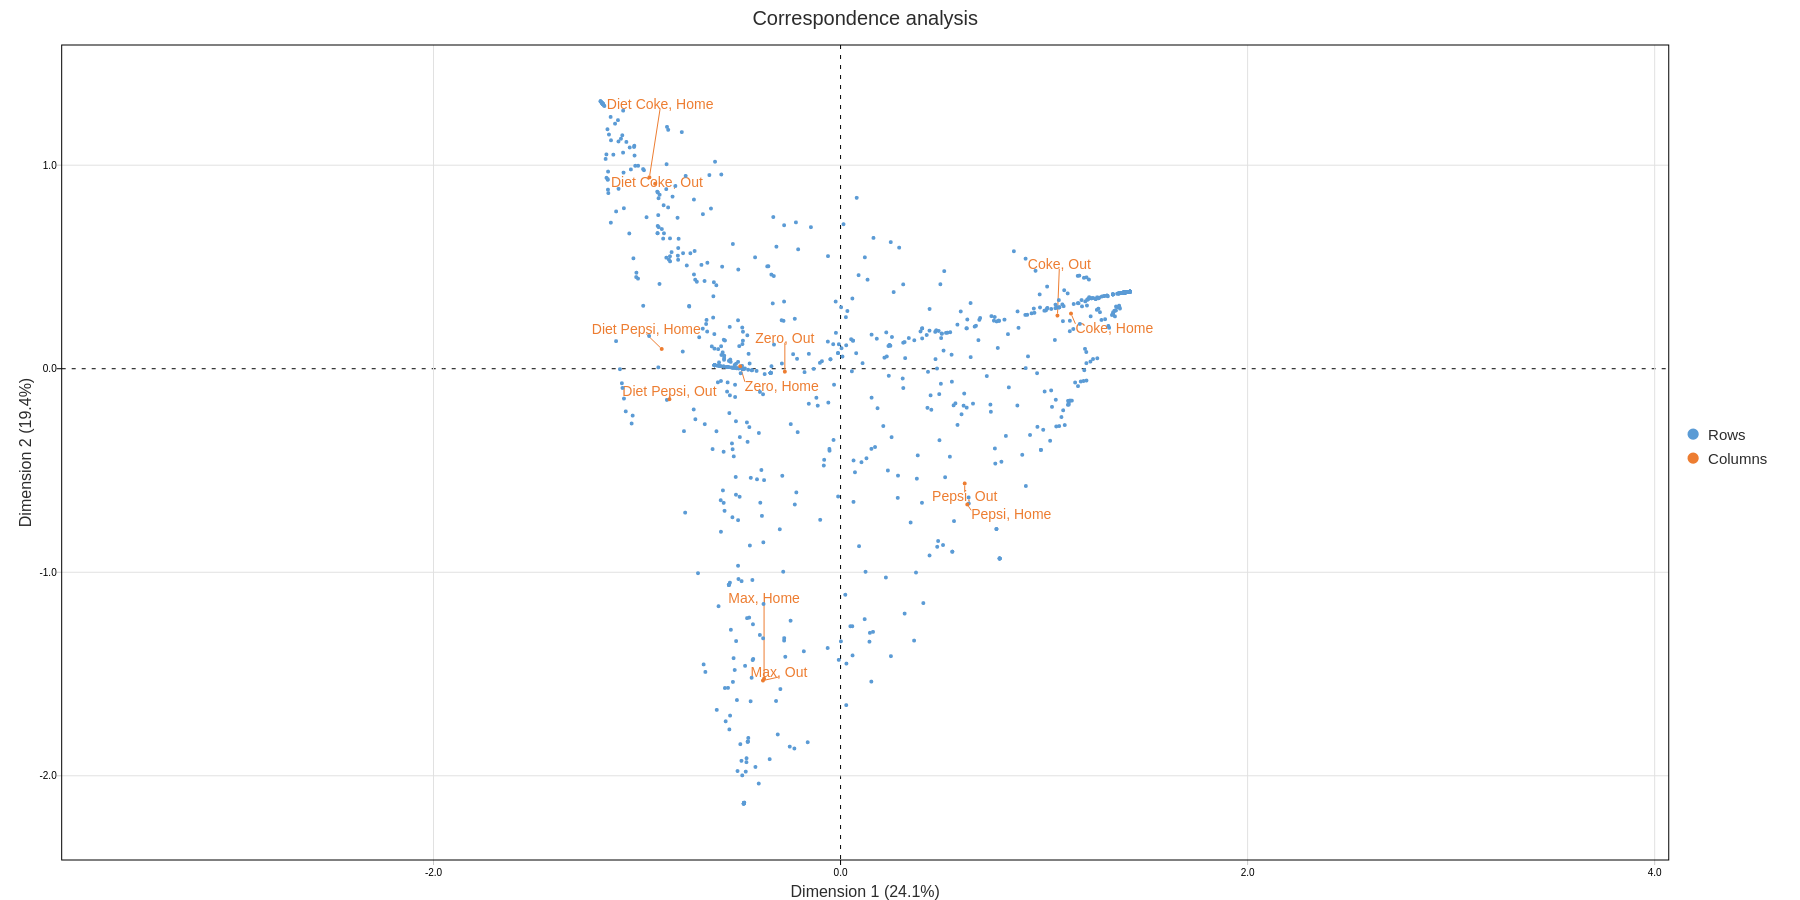 Correspondence analysis
Diet Coke, Home
1.0
Diet Coke, Out
Coke, Out
Diet Pepsi, Home
Coke, Home
Zero, Out
0.0
Zero, Home
Diet Pepsi, Out
Dimension 2 (19.4%)
Rows
Columns
Pepsi, Out
Pepsi, Home
-1.0
Max, Home
Max, Out
-2.0
-2.0
0.0
2.0
4.0
Dimension 1 (24.1%)